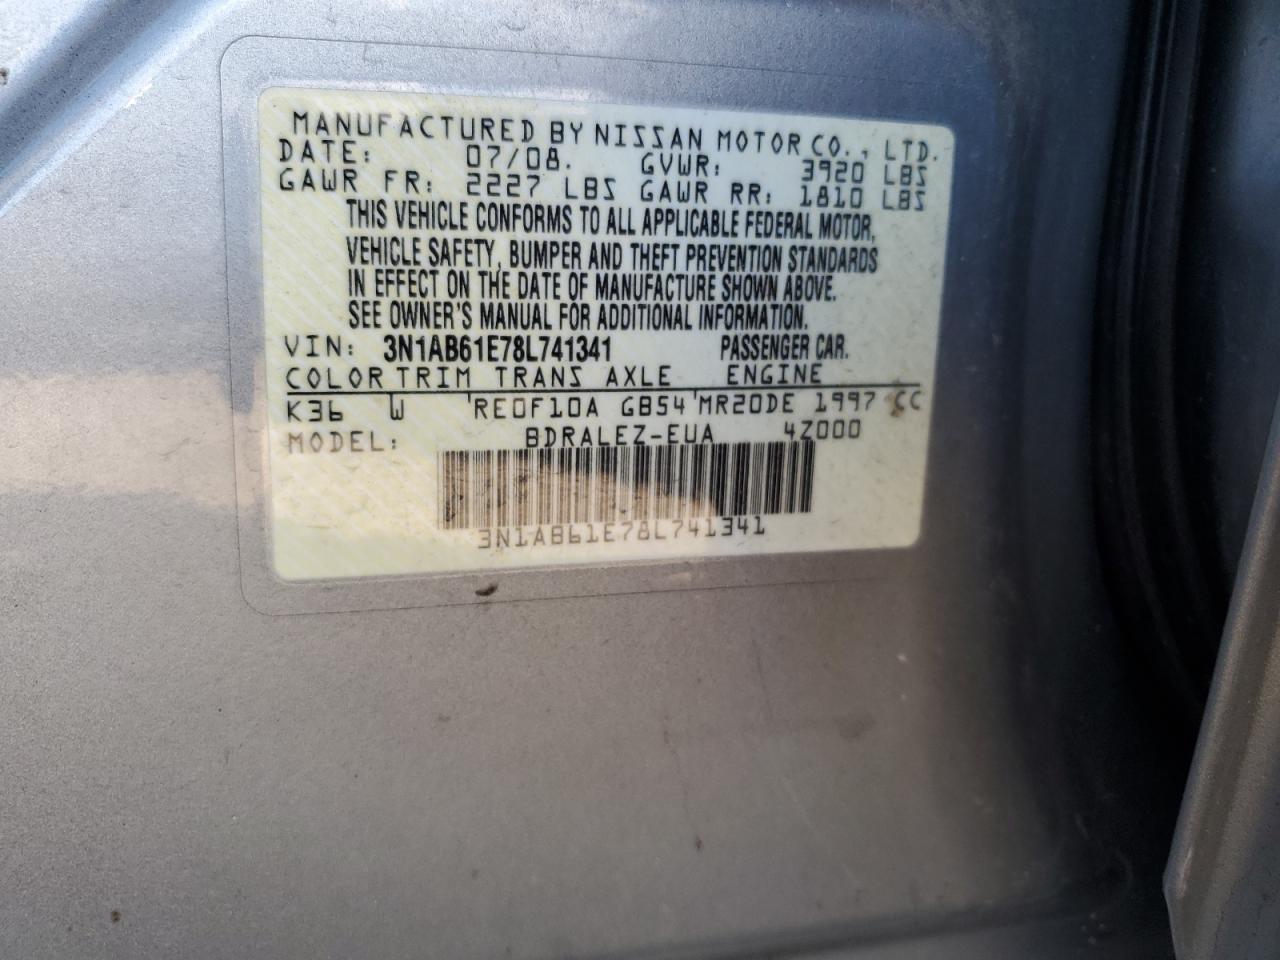 MANUFACTURED BY NISSAN MOTOR CO., LTD.
DATE: 07/08. GVWR: 3920 LBS
GAWR FR: 2227 LBS GAWR RR: 1810 LBS
THIS VEHICLE CONFORMS TO ALL APPLICABLE FEDERAL MOTOR,
VEHICLE SAFETY, BUMPER AND THEFT PREVENTION STANDARDS
IN EFFECT ON THE DATE OF MANUFACTURE SHOWN ABOVE.
SEE OWNER'S MANUAL FOR ADDITIONAL INFORMATION.
VIN: 3N1AB61E78L741341 PASSENGER CAR.
COLOR TRIM TRANS AXLE ENGINE
K36 W RE0F10A GB54 MR20DE 1997 CC
MODEL: BDRALEZ-EUA 4Z000
3N1AB61E78L741341